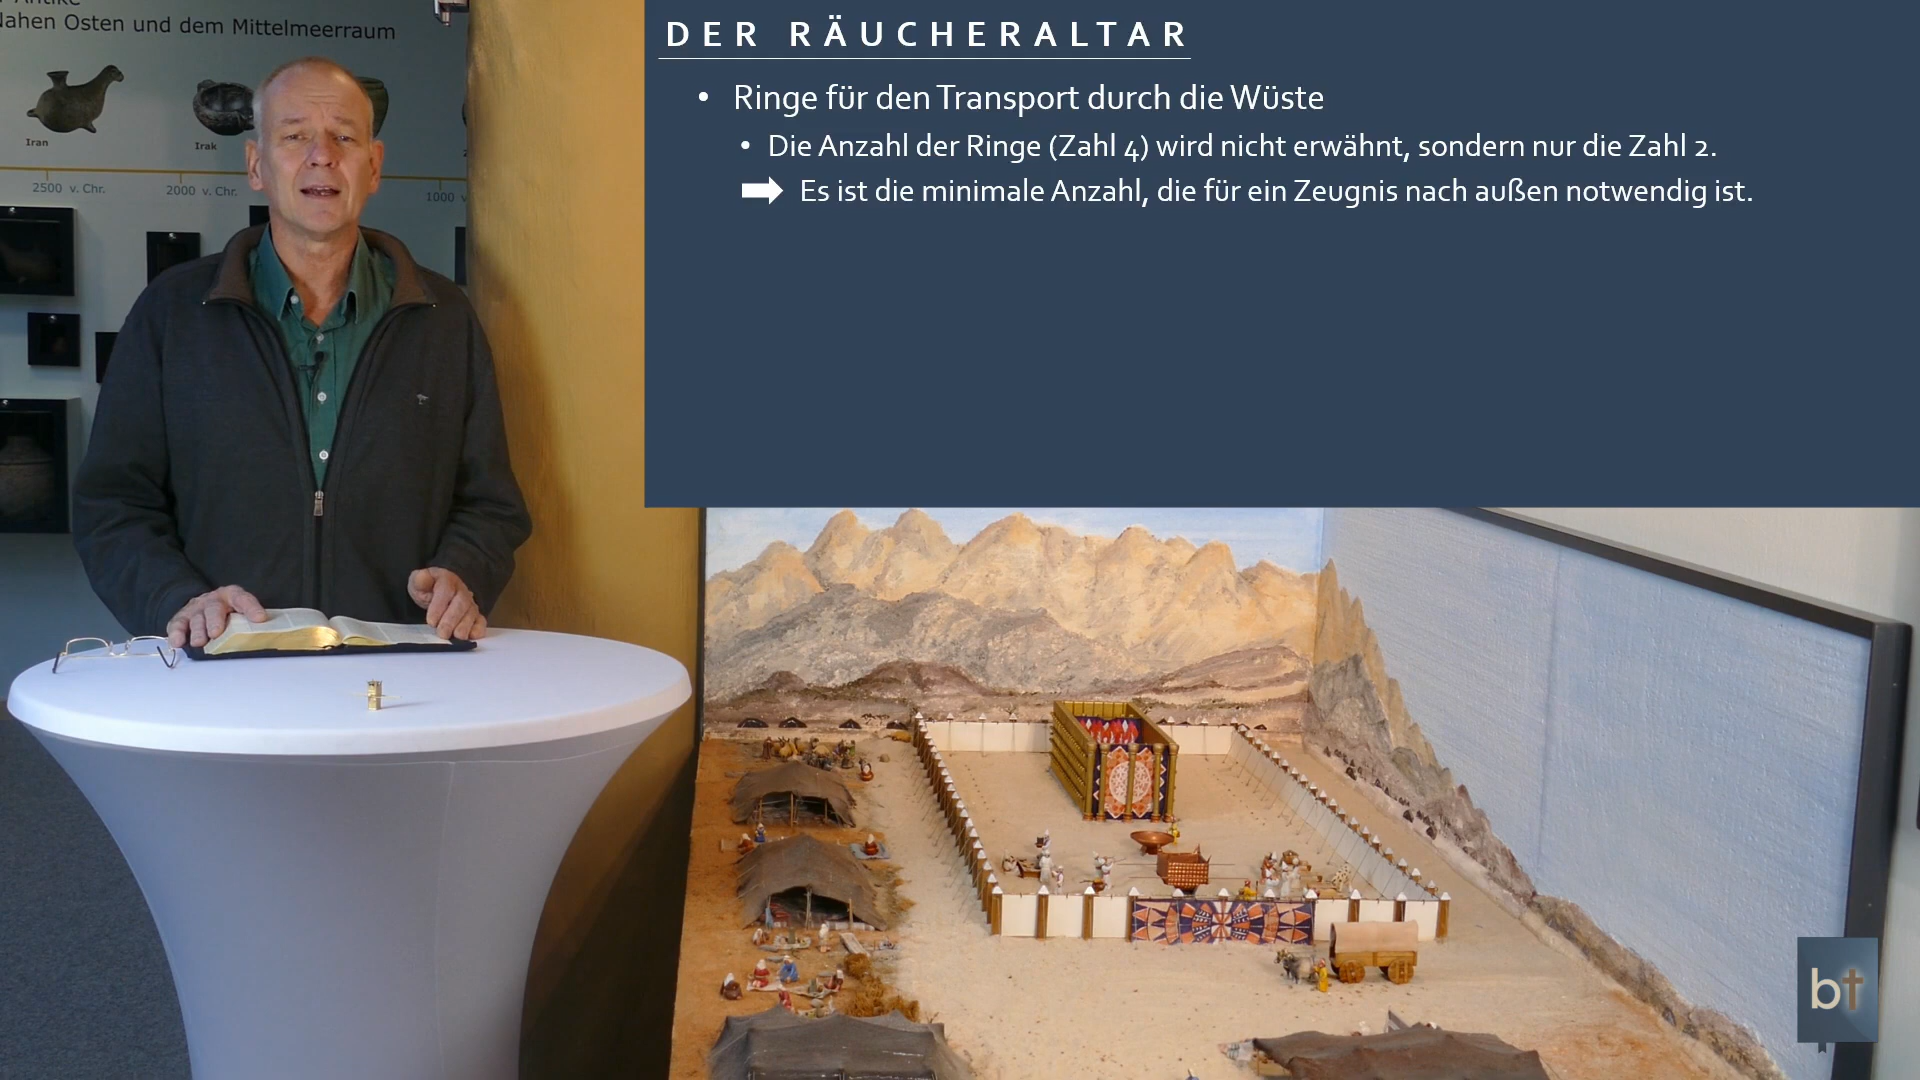 Nahen Osten und dem Mittelmeerraum
Iran
Irak
2500 v. Chr.
2000 v. Chr.
1000 v
DER RÄUCHERALTAR
• Ringe für den Transport durch die Wüste
• Die Anzahl der Ringe (Zahl 4) wird nicht erwähnt, sondern nur die Zahl 2.
Es ist die minimale Anzahl, die für ein Zeugnis nach außen notwendig ist.
bt